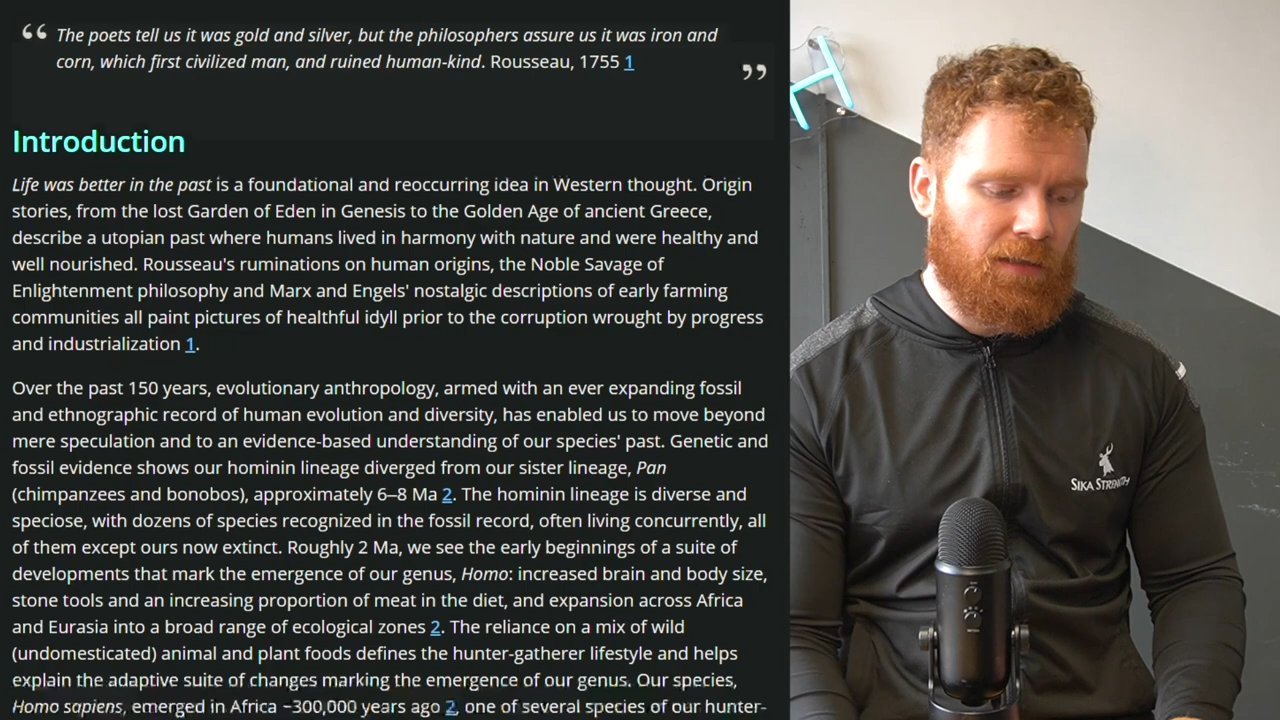 The poets tell us it was gold and silver, but the philosophers assure us it was iron and
corn, which first civilized man, and ruined human-kind. Rousseau, 1755 1
Introduction
Life was better in the past is a foundational and reoccurring idea in Western thought. Origin
stories, from the lost Garden of Eden in Genesis to the Golden Age of ancient Greece,
describe a utopian past where humans lived in harmony with nature and were healthy and
well nourished. Rousseau's ruminations on human origins, the Noble Savage of
Enlightenment philosophy and Marx and Engels' nostalgic descriptions of early farming
communities all paint pictures of healthful idyll prior to the corruption wrought by progress
and industrialization 1.
Over the past 150 years, evolutionary anthropology, armed with an ever expanding fossil
and ethnographic record of human evolution and diversity, has enabled us to move beyond
mere speculation and to an evidence-based understanding of our species' past. Genetic and
fossil evidence shows our hominin lineage diverged from our sister lineage, Pan
(chimpanzees and bonobos), approximately 6–8 Ma 2. The hominin lineage is diverse and
speciose, with dozens of species recognized in the fossil record, often living concurrently, all
of them except ours now extinct. Roughly 2 Ma, we see the early beginnings of a suite of
developments that mark the emergence of our genus, Homo: increased brain and body size,
stone tools and an increasing proportion of meat in the diet, and expansion across Africa
and Eurasia into a broad range of ecological zones 2. The reliance on a mix of wild
(undomesticated) animal and plant foods defines the hunter-gatherer lifestyle and helps
explain the adaptive suite of changes marking the emergence of our genus. Our species,
Homo sapiens, emerged in Africa ~300,000 years ago 2, one of several species of our hunter-
SIKA STRENGTH